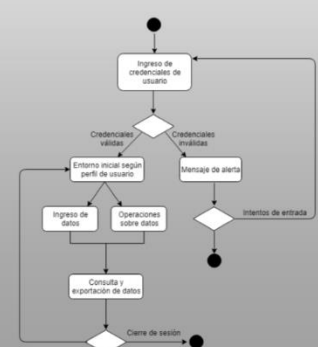 Ingreso de
credenciales de
usuario
Credenciales
válidas
Credenciales
inválidas
Entorno inicial según
perfil de usuario
Mensaje de alerta
Ingreso de
datos
Operaciones
sobre datos
Intentos de entrada
Consulta y
exportación de datos
Cierre de sesión